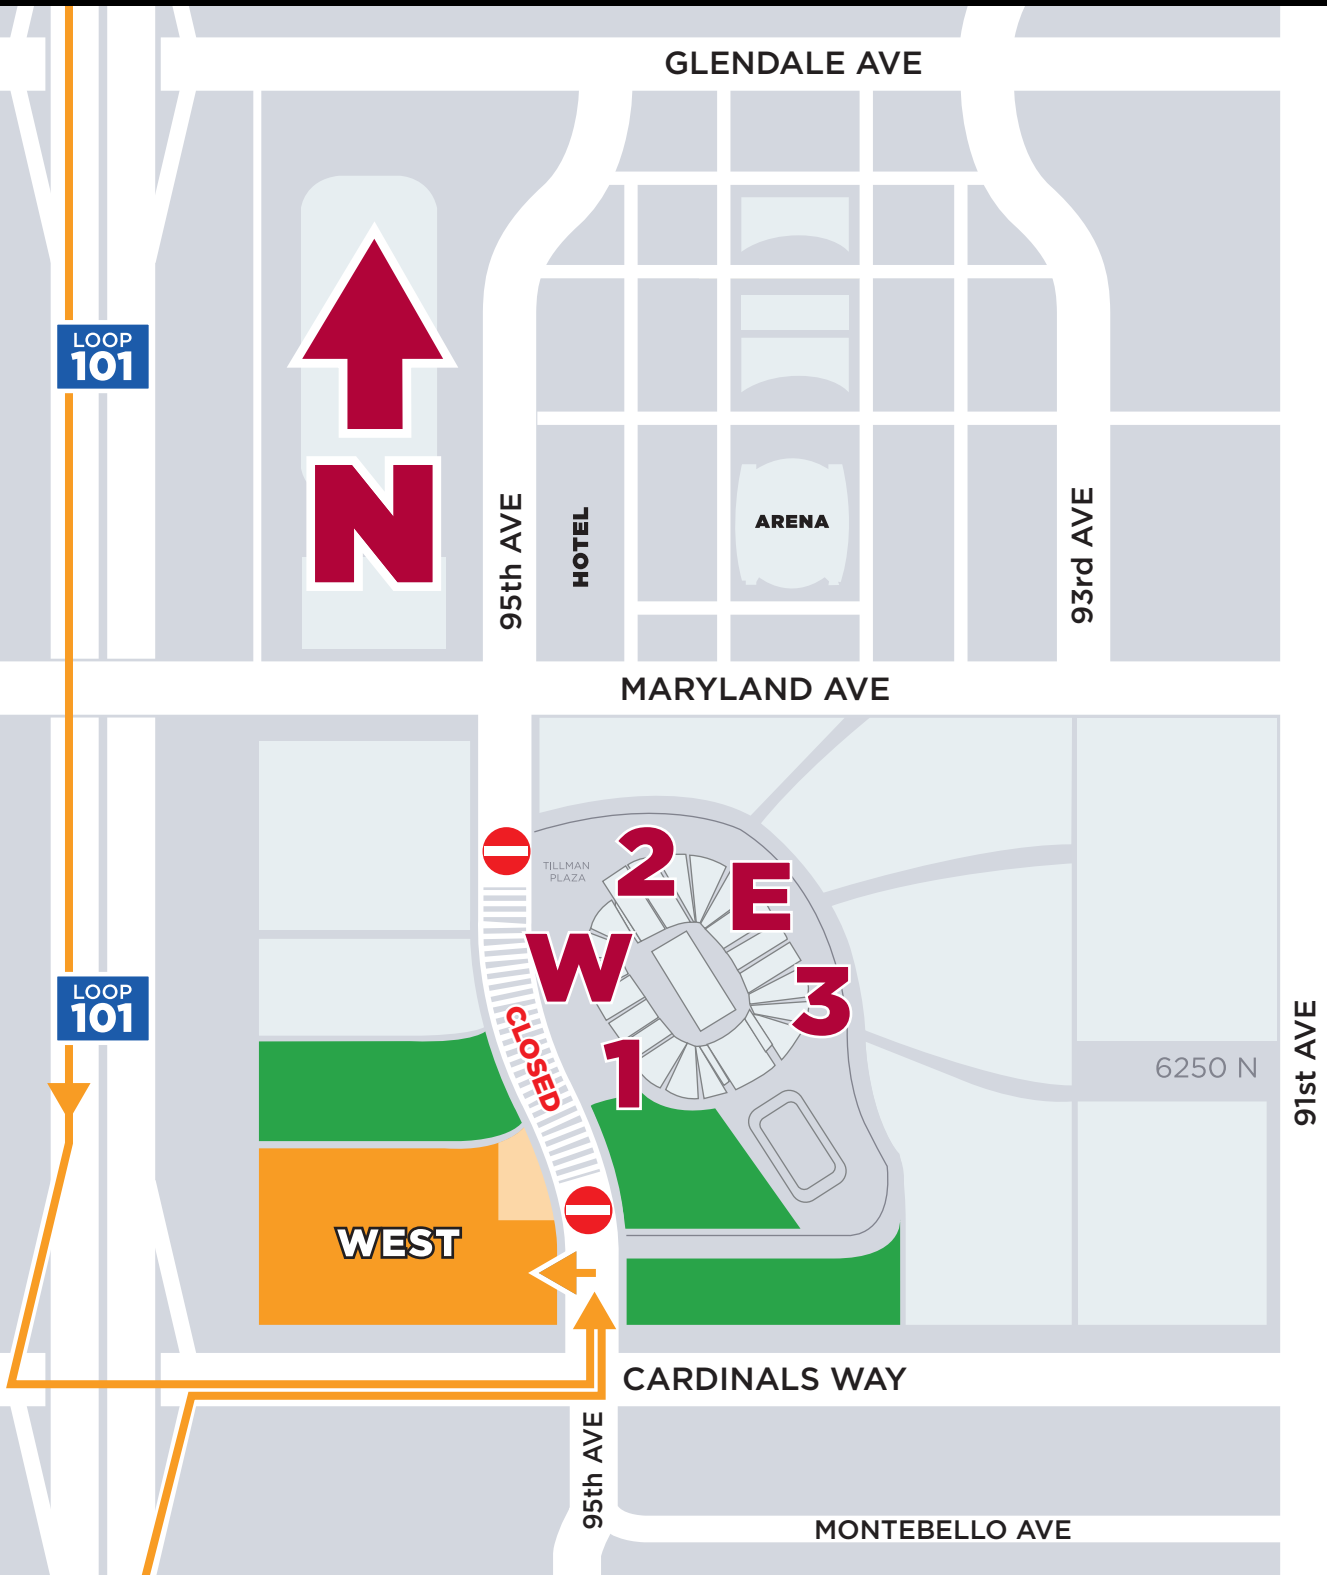 GLENDALE AVE
LOOP
101
N
95th AVE
HOTEL
ARENA
93rd AVE
MARYLAND AVE
TILLMAN
PLAZA
2
E
W
3
1
LOOP
101
CLOSED
6250 N
91st AVE
WEST
CARDINALS WAY
95th AVE
MONTEBELLO AVE